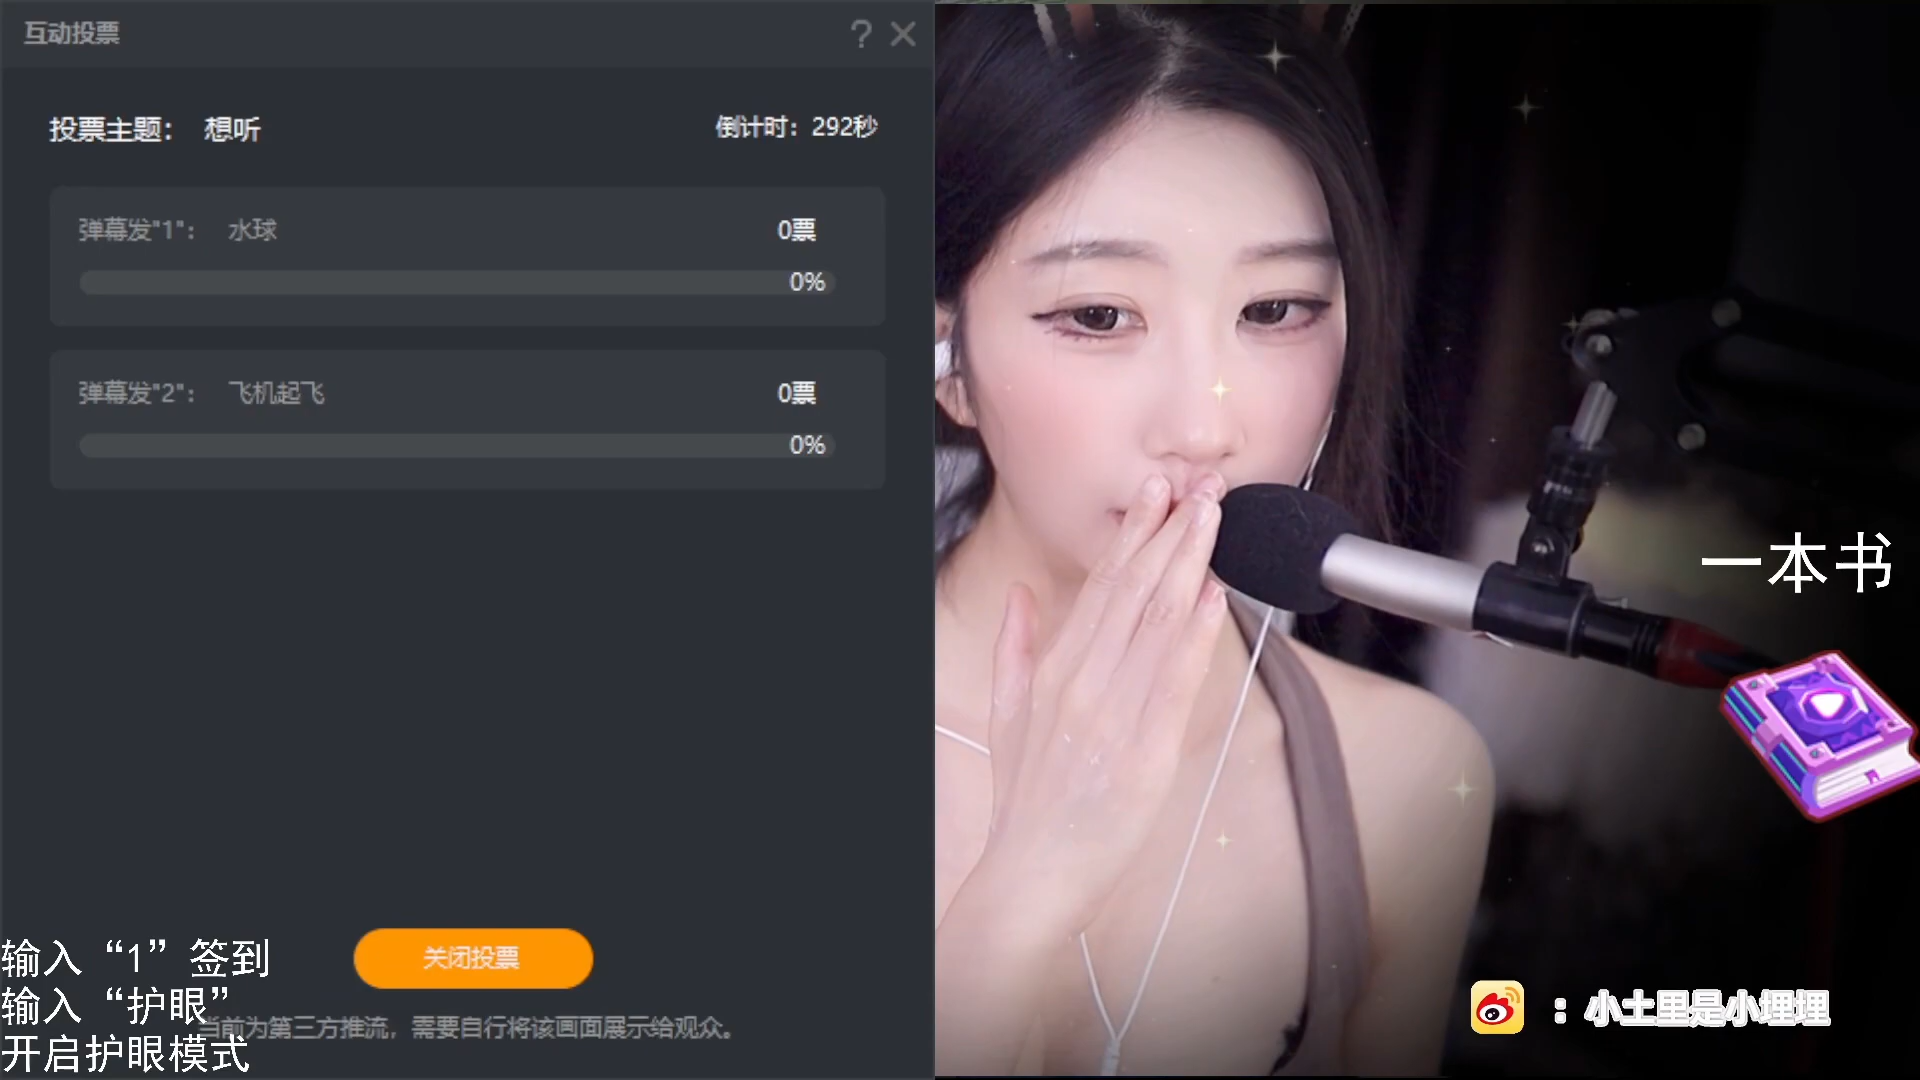 互动投票
投票主题： 想听
倒计时：292秒
弹幕发"1"： 水球
0票
0%
弹幕发"2"： 飞机起飞
0票
0%
一本书
关闭投票
输入“1”签到
输入“护眼”
开启护眼模式
当前为第三方推流，需要自行将该画面展示给观众。
：小土里是小埋埋